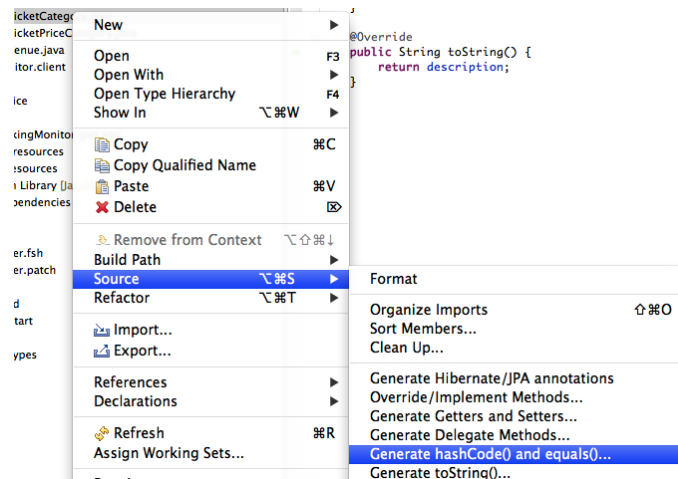 icketCateg
New
icketPriceC
enue.java
itor.client
ice
kingMonito
resources
esources
n Library [Ja
pendencies
er.fsh
er.patch
d
tart
ypes
Open F3
Open With
Open Type Hierarchy F4
Show In ⌥⌘W
Copy ⌘C
Copy Qualified Name
Paste ⌘V
Delete ⌦
Remove from Context ⌥⇧⌘↓
Build Path
Source ⌥⌘S
Refactor ⌥⌘T
Import...
Export...
References
Declarations
Refresh ⌘R
Assign Working Sets...
}
@Override
public String toString() {
return description;
}
Format
Organize Imports ⇧⌘O
Sort Members...
Clean Up...
Generate Hibernate/JPA annotations
Override/Implement Methods...
Generate Getters and Setters...
Generate Delegate Methods...
Generate hashCode() and equals()...
Generate toString()...